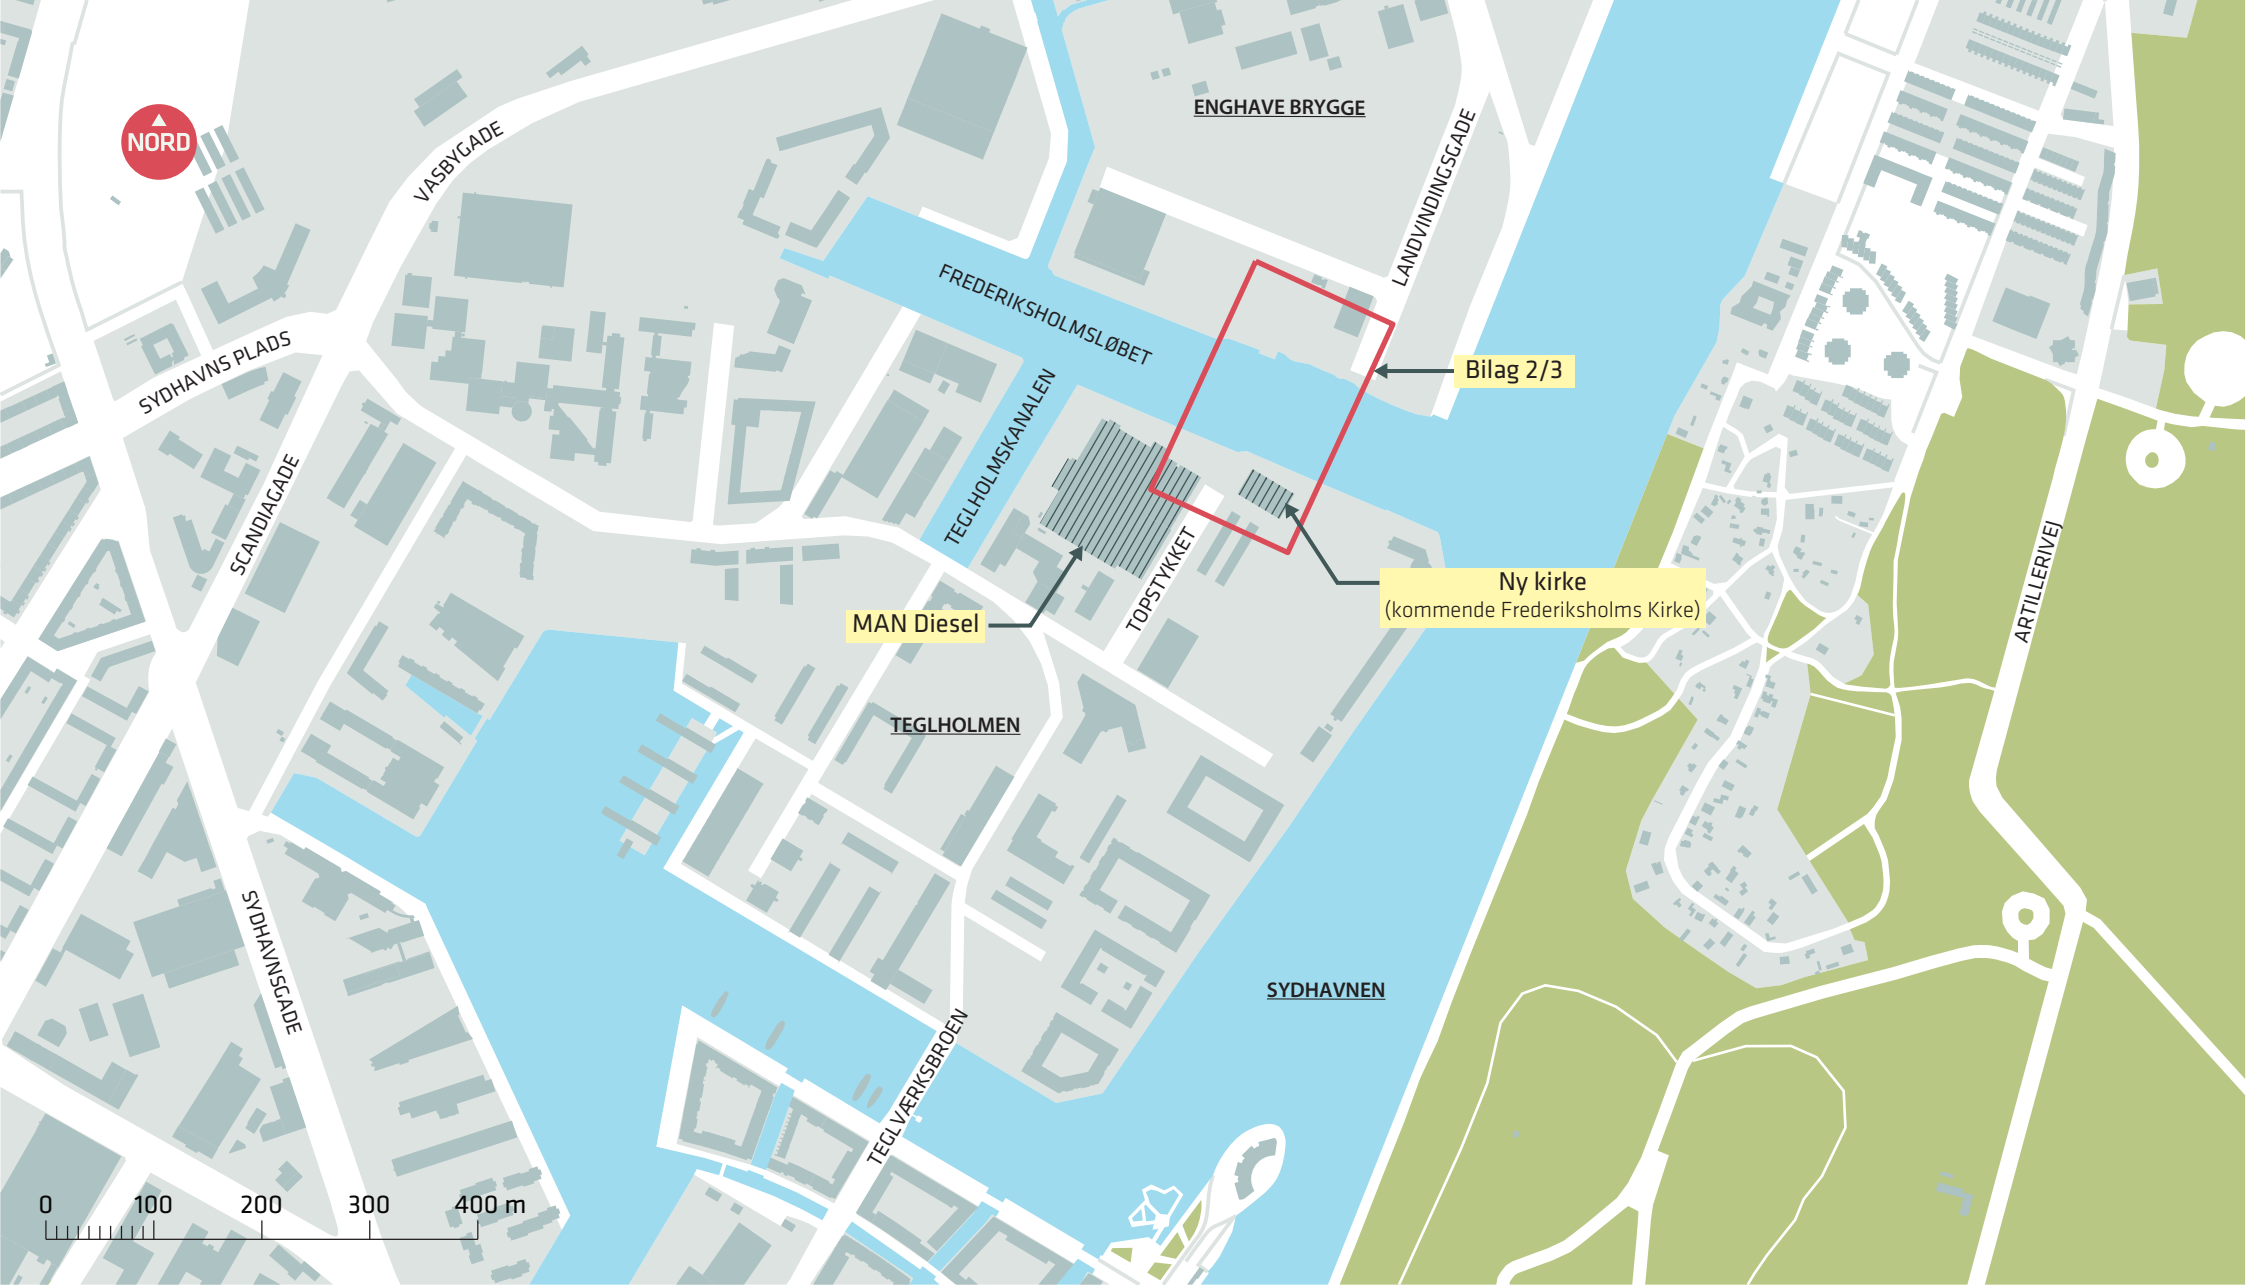 ENGHAVE BRYGGE
NORD
VASBYGADE
LANDVINDINGSGADE
FREDERIKSHOLMSLØBET
SYDHAVNS PLADS
Bilag 2/3
TEGLHOLMSKANALEN
SCANDIAGADE
TOPSTYKKET
ARTILLERIVEJ
Ny kirke
(kommende Frederiksholms Kirke)
MAN Diesel
TEGLHOLMEN
SYDHAVNSGADE
SYDHAVNEN
TEGLVÆRKSBROEN
0 100 200 300 400 m